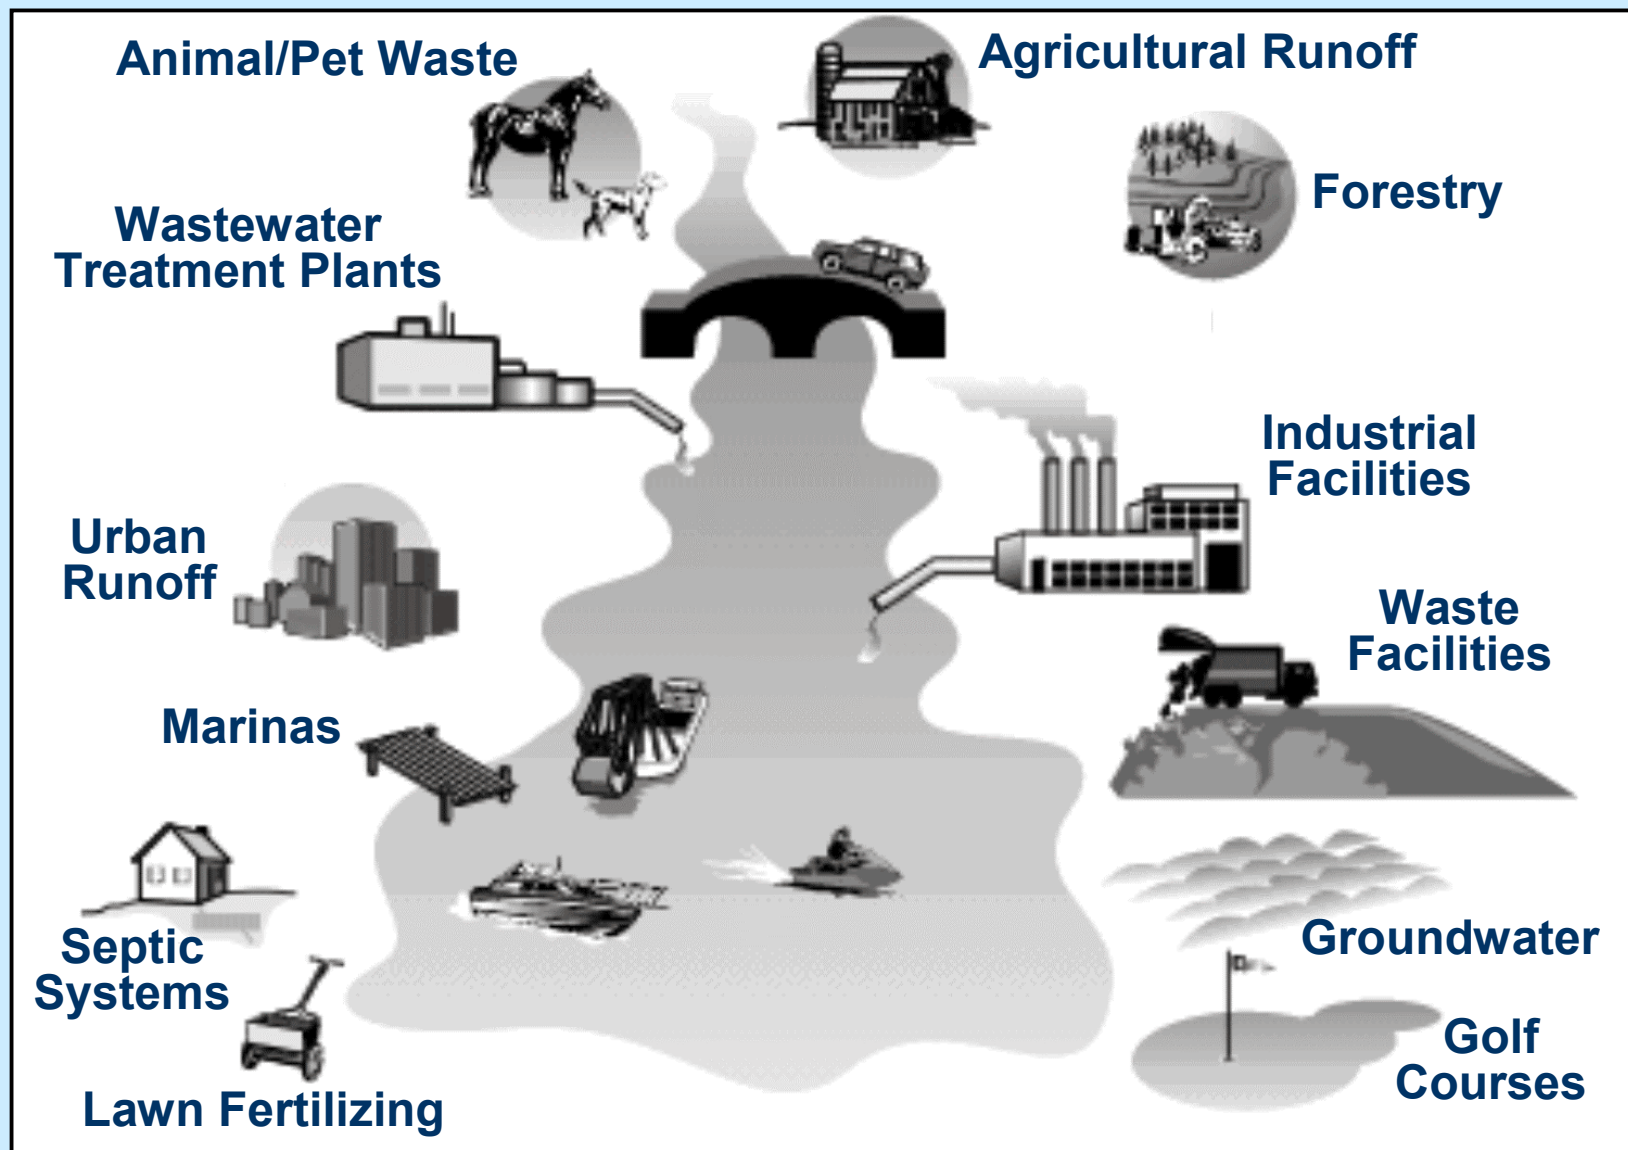 Animal/Pet Waste
Agricultural Runoff
Forestry
Wastewater
Treatment Plants
Industrial
Facilities
Urban
Runoff
Waste
Facilities
Marinas
Septic
Systems
Groundwater
Golf
Courses
Lawn Fertilizing